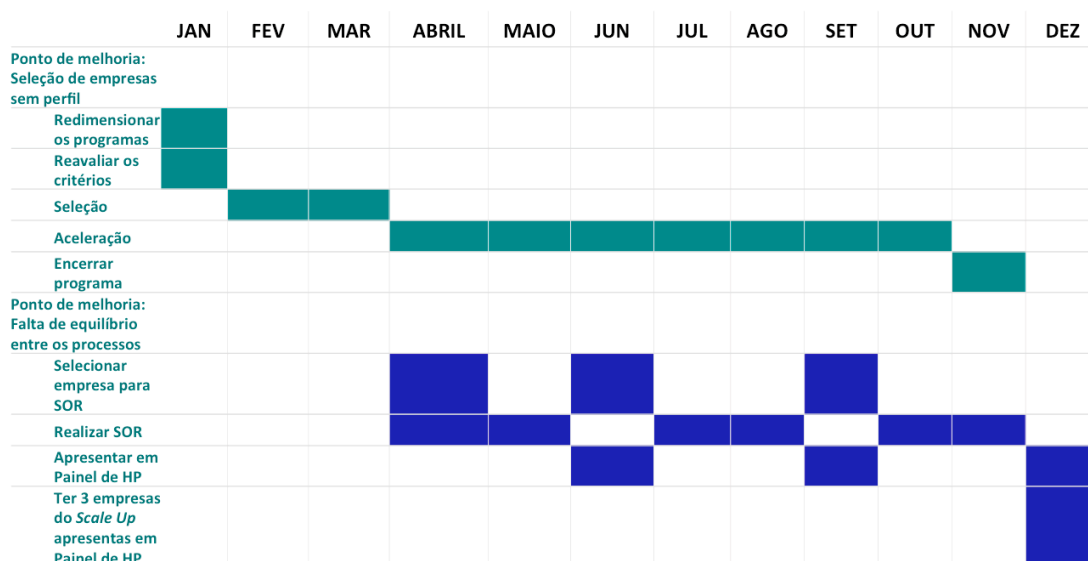 JAN FEV MAR ABRIL MAIO JUN JUL AGO SET OUT NOV DEZ
Ponto de melhoria:
Seleção de empresas
sem perfil
Redimensionar
os programas
Reavaliar os
critérios
Seleção
Aceleração
Encerrar
programa
Ponto de melhoria:
Falta de equilíbrio
entre os processos
Selecionar
empresa para
SOR
Realizar SOR
Apresentar em
Painel de HP
Ter 3 empresas
do Scale Up
apresentas em
Painel de HP